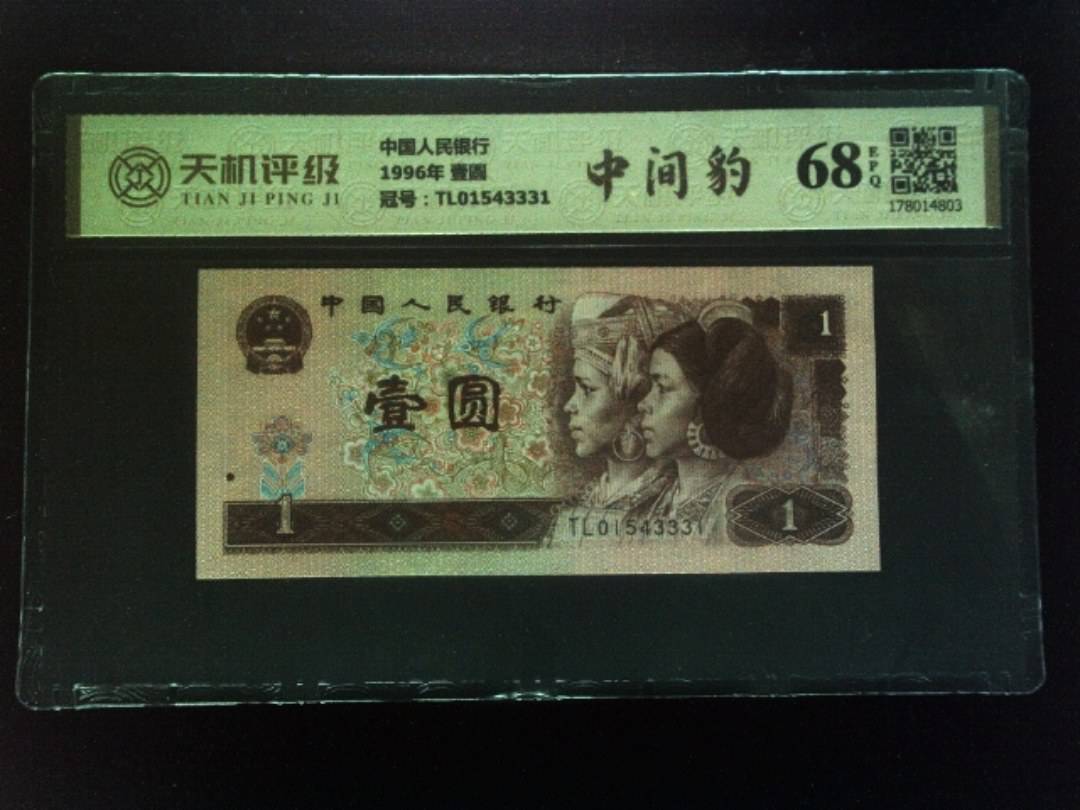 天机评级
TIAN JI PING JI
中国人民银行
1996年 壹圆
冠号：TL01543331
中间豹
68
EPQ
178014803
中国人民银行
1
壹圆
1
TL01543331
1